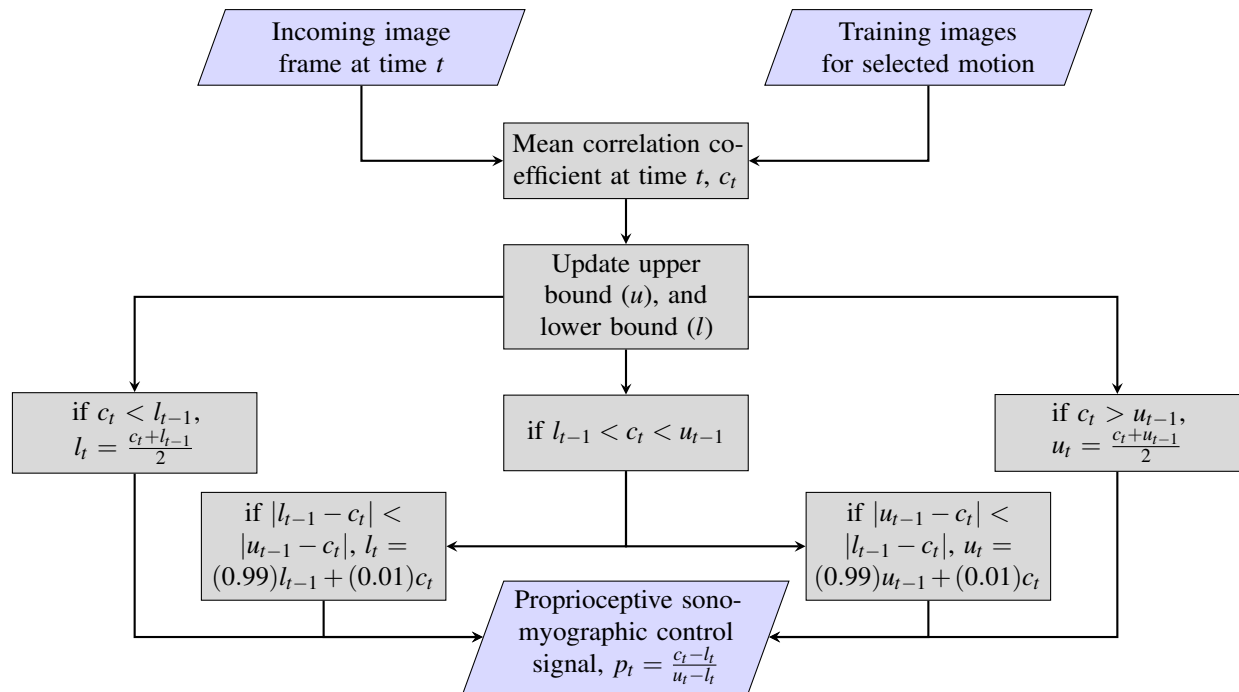 Incoming image
frame at time t
Training images
for selected motion
Mean correlation co-
efficient at time t, c_t
Update upper
bound (u), and
lower bound (l)
if c_t < l_{t−1},
l_t = \frac{c_t+l_{t−1}}{2}
if l_{t−1} < c_t < u_{t−1}
if c_t > u_{t−1},
u_t = \frac{c_t+u_{t−1}}{2}
if |l_{t−1} − c_t| <
|u_{t−1} − c_t|, l_t =
(0.99)l_{t−1} + (0.01)c_t
if |u_{t−1} − c_t| <
|l_{t−1} − c_t|, u_t =
(0.99)u_{t−1} + (0.01)c_t
Proprioceptive sono-
myographic control
signal, p_t = \frac{c_t−l_t}{u_t−l_t}